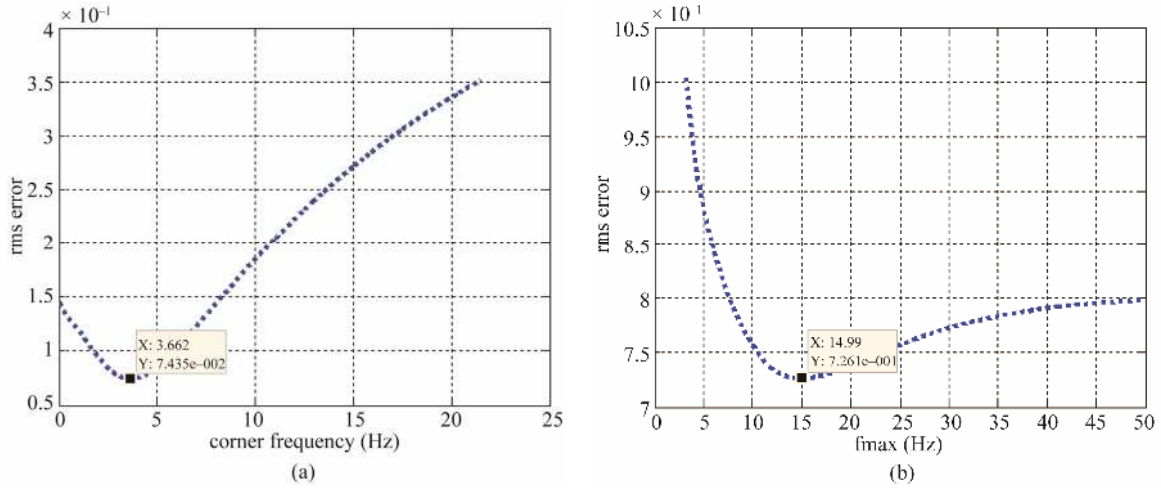 × 10⁻¹
4
3.5
3
2.5
2
1.5
1
0.5
0 5 10 15 20 25
rms error
corner frequency (Hz)
X: 3.662
Y: 7.435e–002
(a)
× 10⁻¹
10.5
10
9.5
9
8.5
8
7.5
7
5 10 15 20 25 30 35 40 45 50
rms error
fmax (Hz)
X: 14.99
Y: 7.261e–001
(b)